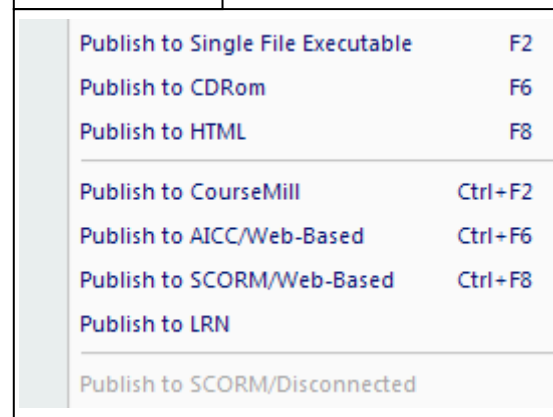 Publish to Single File Executable F2
Publish to CDRom F6
Publish to HTML F8
Publish to CourseMill Ctrl+F2
Publish to AICC/Web-Based Ctrl+F6
Publish to SCORM/Web-Based Ctrl+F8
Publish to LRN
Publish to SCORM/Disconnected